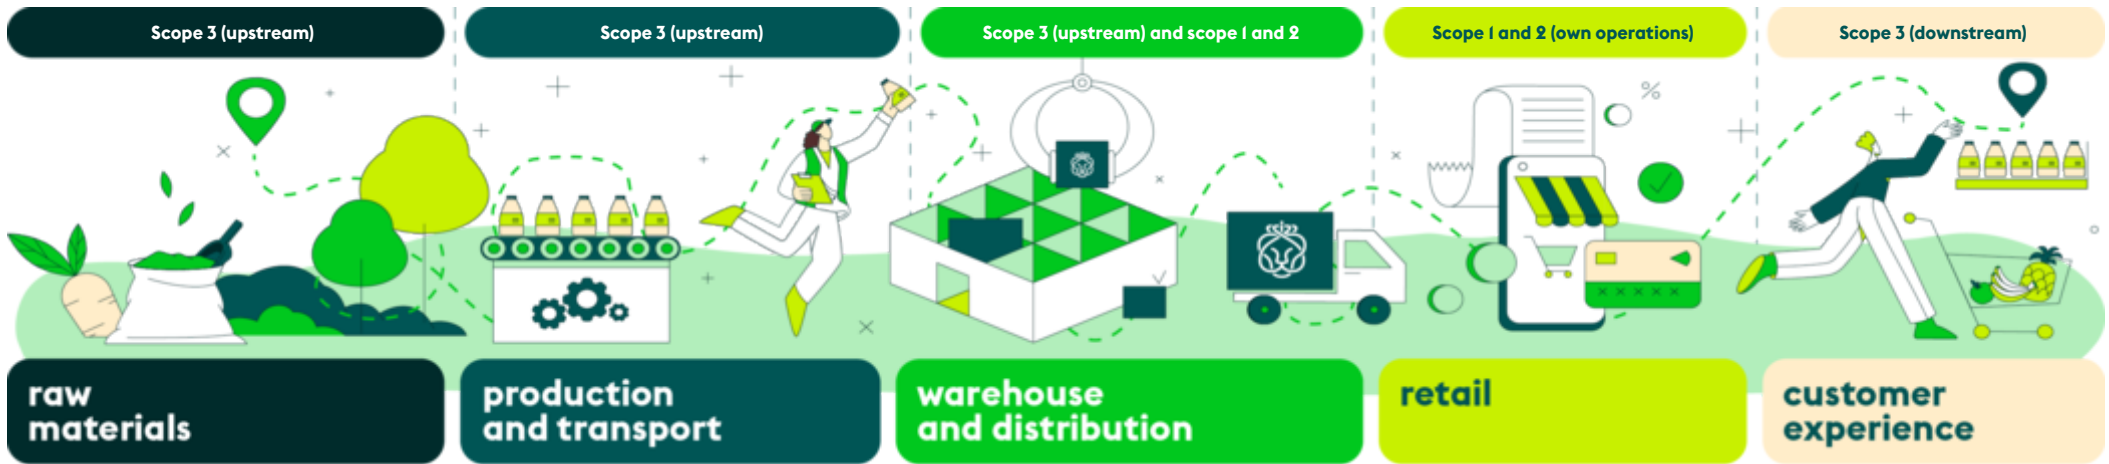 Scope 3 (upstream)
Scope 3 (upstream)
Scope 3 (upstream) and scope 1 and 2
Scope 1 and 2 (own operations)
Scope 3 (downstream)
%
raw
materials
production
and transport
warehouse
and distribution
retail
customer
experience